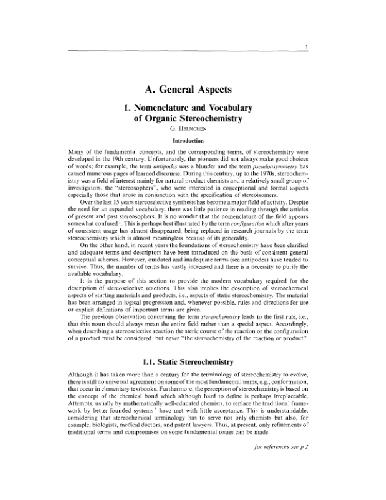 1
A. General Aspects
1. Nomenclature and Vocabulary
of Organic Stereochemistry
G. HELMCHEN
Introduction
Many of the fundamental concepts, and the corresponding terms, of stereochemistry were
developed in the 19th century. Unfortunately, the pioneers did not always make good choices
of words; for example, the term antipodes was a blunder and the term pseudoasymmetry has
caused numerous pages of learned discourse. During this century, up to the 1970s, stereochem-
istry was a field of interest mainly for natural product chemists and a relatively small group of
investigators, the "stereosophers", who were interested in conceptional and formal aspects
especially those that arose in conjunction with the specification of stereoisomers.
Over the last 15 years stereoselective synthesis has become a major field of activity. Despite
the need for an expanded vocabulary, there was little patience in reading through the articles
of present and past stereosophers. It is no wonder that the nomenclature of the field appears
somewhat confused. This is perhaps best illustrated by the term configuration which after years
of consistent usage has almost disappeared, being replaced in research journals by the term
stereochemistry which is almost meaningless because of its generality.
On the other hand, in recent years the foundations of stereochemistry have been clarified
and adequate terms and descriptors have been introduced on the basis of consistent general
conceptual schemes. However, outdated and inadequate terms (see antipodes) have tended to
survive. Thus, the number of terms has vastly increased and there is a necessity to purify the
available vocabulary.
It is the purpose of this section to provide the modern vocabulary required for the
description of stereoselective reactions. This also implies the description of stereochemical
aspects of starting materials and products, i.e., aspects of static stereochemistry. The material
has been arranged in logical progression and, whenever possible, rules and directions for use
or explicit definitions of important terms are given.
The previous observation concerning the term stereochemistry leads to the first rule, i.e.,
that this noun should always mean the entire field rather than a special aspect. Accordingly,
when describing a stereoselective reaction the steric course of the reaction or the configuration
of a product must be considered, but never "the stereochemistry of the reaction or product".
1.1. Static Stereochemistry
Although it has taken more than a century for the terminology of stereochemistry to evolve,
there is still no universal agreement on some of the most fundamental terms, e.g., conformation,
that occur in elementary textbooks. Furthermore, the perception of stereochemistry is based on
the concept of the chemical bond which although hard to define is perhaps irreplaceable.
Attempts, usually by mathematically well-educated chemists, to replace the traditional frame-
work by better founded systems have met with little acceptance. This is understandable,
considering that stereochemical terminology has to serve not only chemists but also, for
example, biologists, medical doctors, and patent lawyers. Thus, at present, only refinements of
traditional terms and compromises on some fundamental usages can be made.
for references see p 2